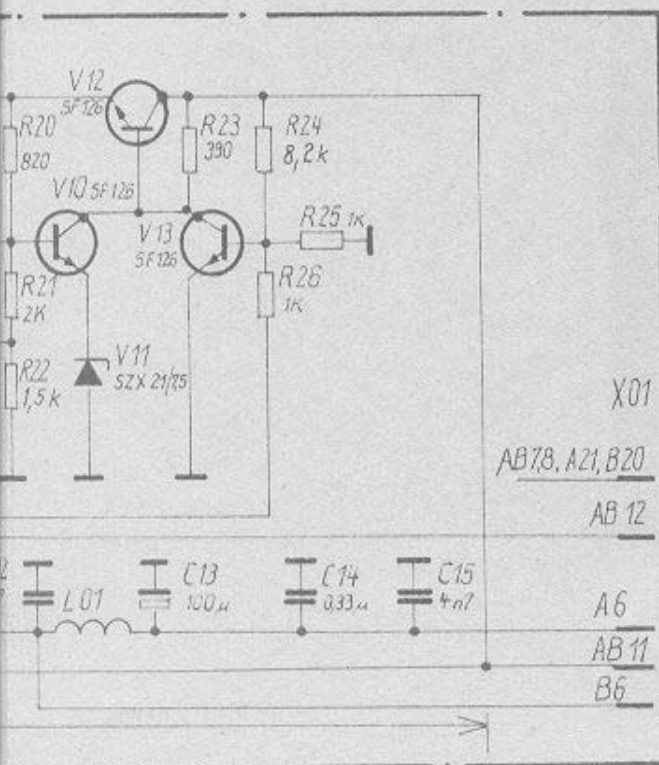 V12
SF126
R20
820
R23
390
R24
8,2k
V10 SF126
V13
SF126
R25 1K
R21
2K
R26
1K
R22
1,5k
V11
SZX 21/7,5
X01
AB7,8, A21, B20
AB 12
L01
C13
100µ
C14
0,33µ
C15
4n7
A6
AB 11
B6